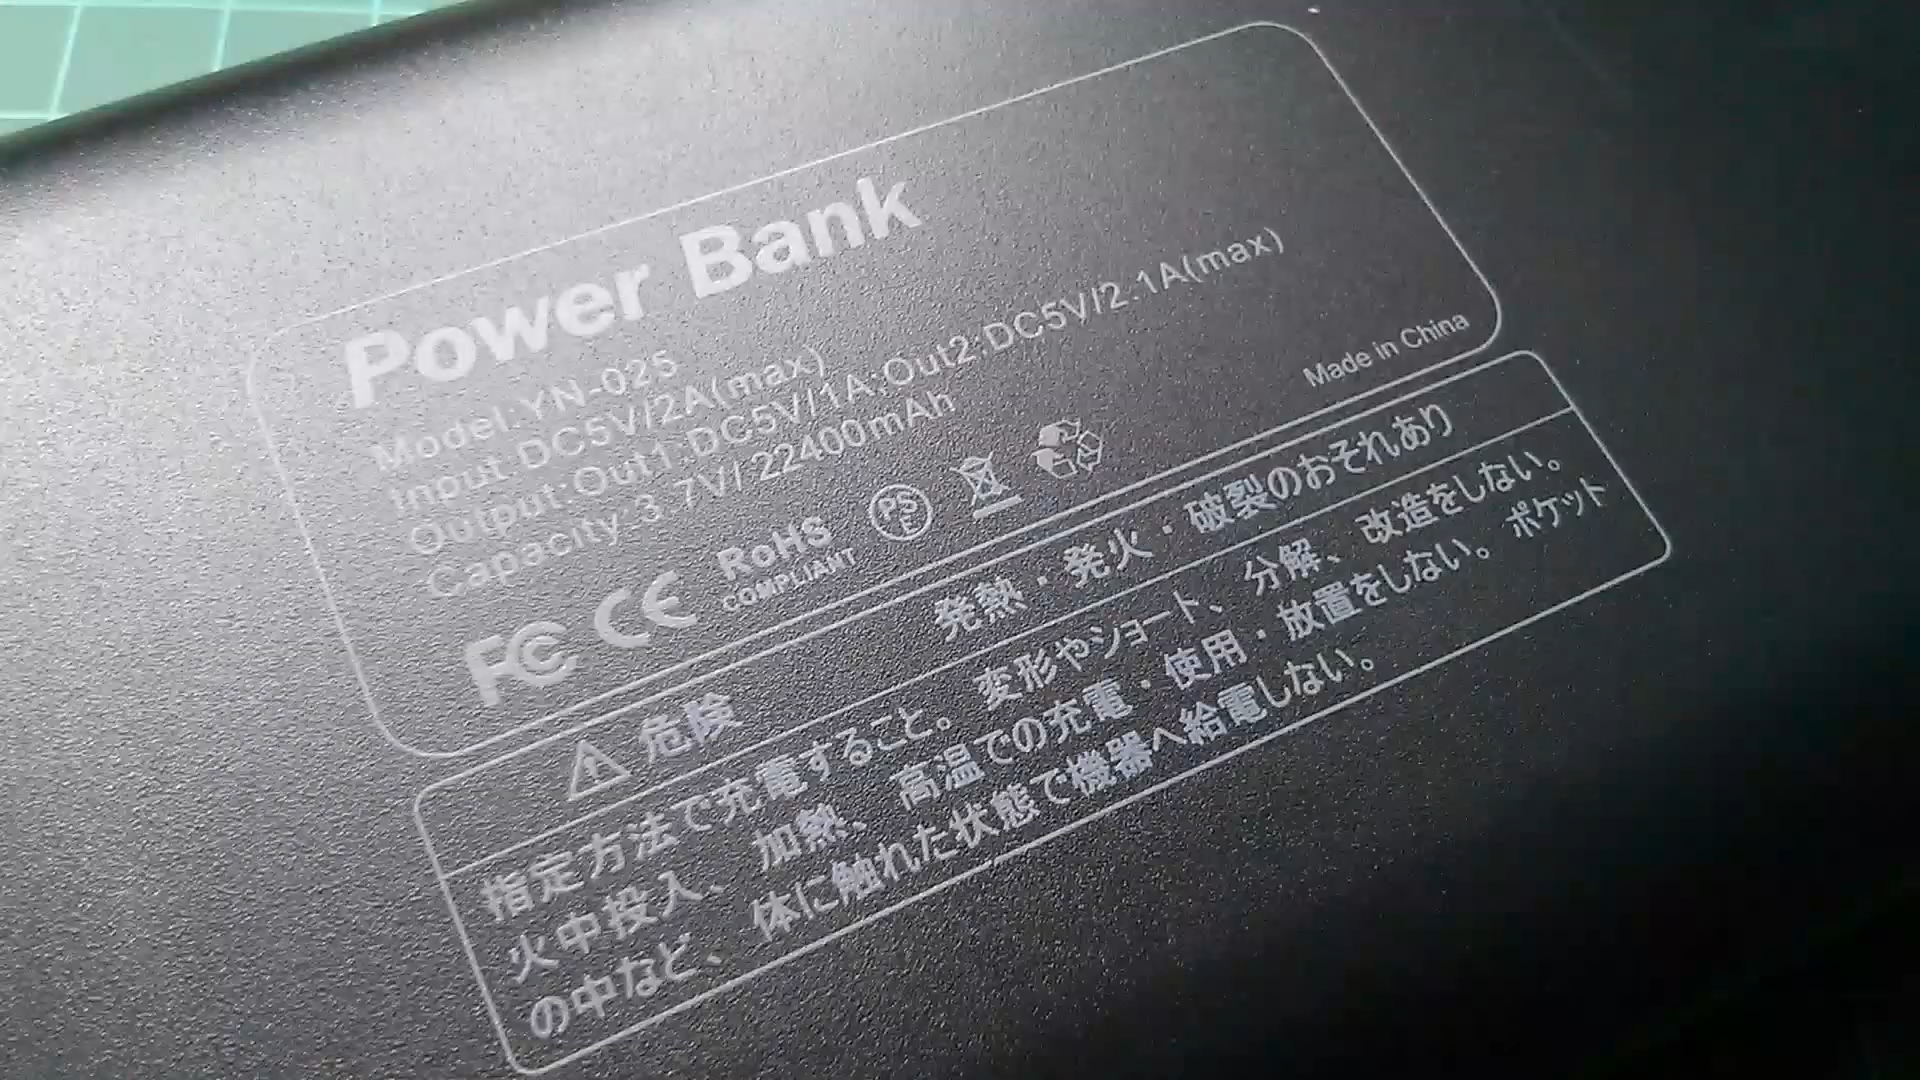 Power Bank
Model:YN-025
Input:DC5V/2A(max)
Output:Out1:DC5V/1A;Out2:DC5V/2.1A(max)
Capacity:3.7V/22400mAh
FC CE RoHS COMPLIANT PSE
Made in China
危険 発熱・発火・破裂のおそれあり
指定方法で充電すること。変形やショート、分解、改造をしない。
火中投入、加熱、高温での充電・使用・放置をしない。ポケット
の中など、体に触れた状態で機器へ給電しない。